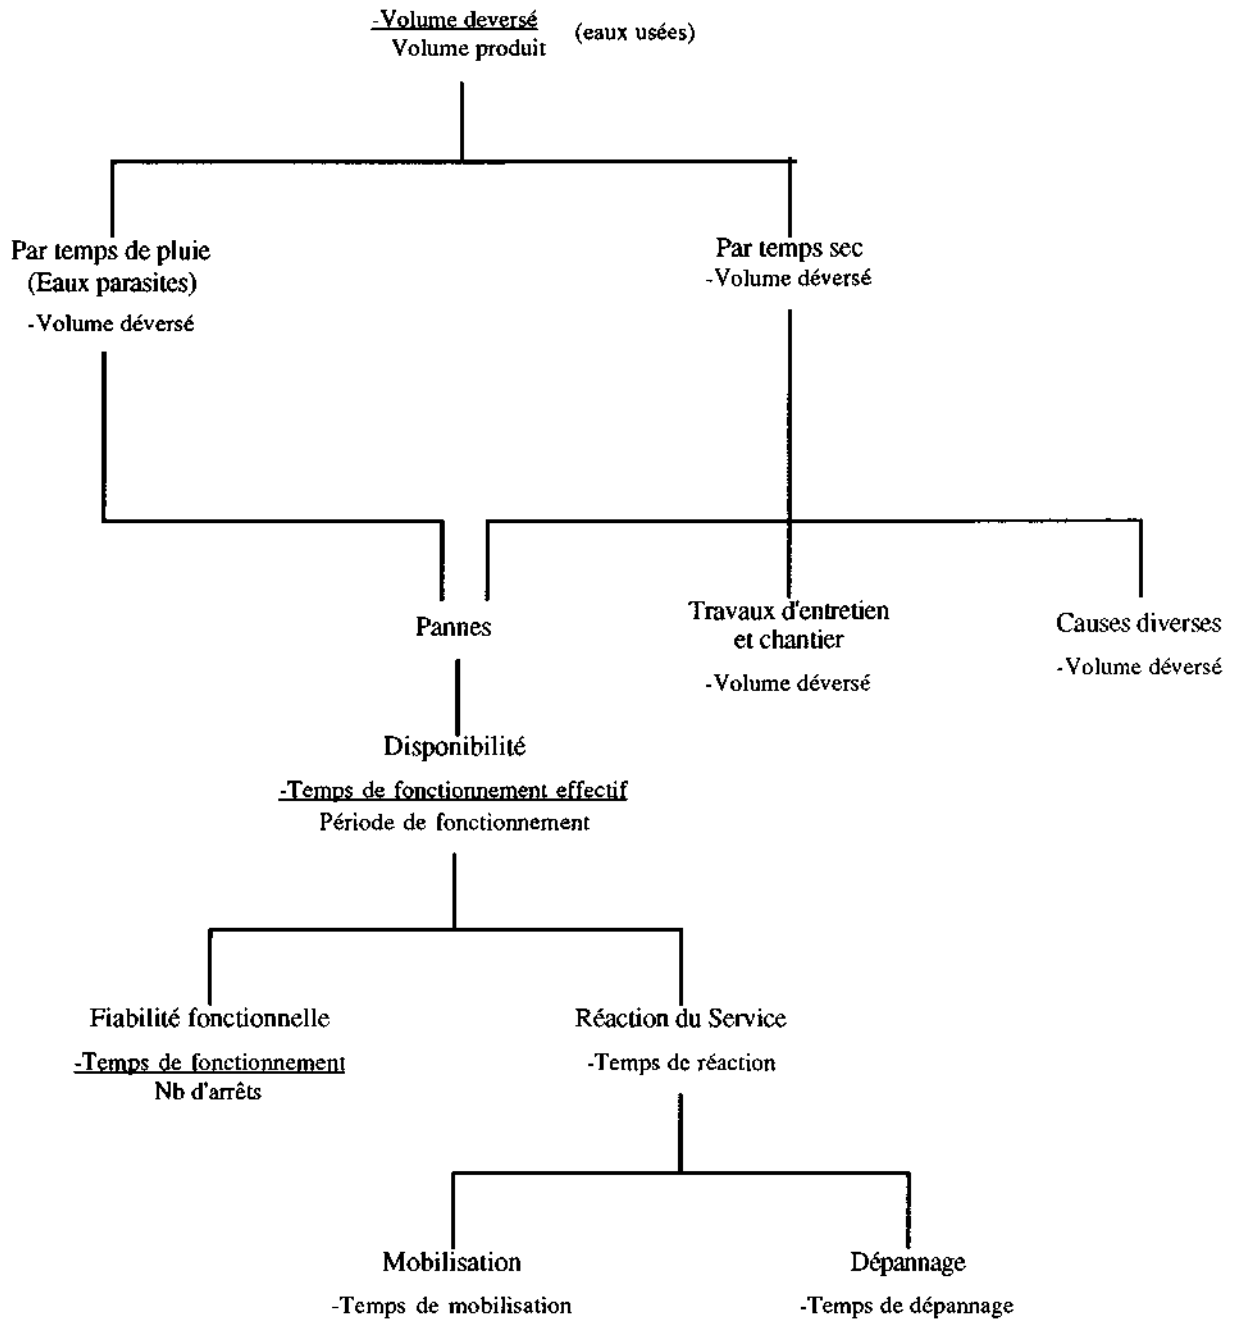 -Volume deversé
Volume produit
(eaux usées)
Par temps de pluie
(Eaux parasites)
-Volume déversé
Par temps sec
-Volume déversé
Pannes
Travaux d'entretien
et chantier
-Volume déversé
Causes diverses
-Volume déversé
Disponibilité
-Temps de fonctionnement effectif
Période de fonctionnement
Fiabilité fonctionnelle
-Temps de fonctionnement
Nb d'arrêts
Réaction du Service
-Temps de réaction
Mobilisation
-Temps de mobilisation
Dépannage
-Temps de dépannage